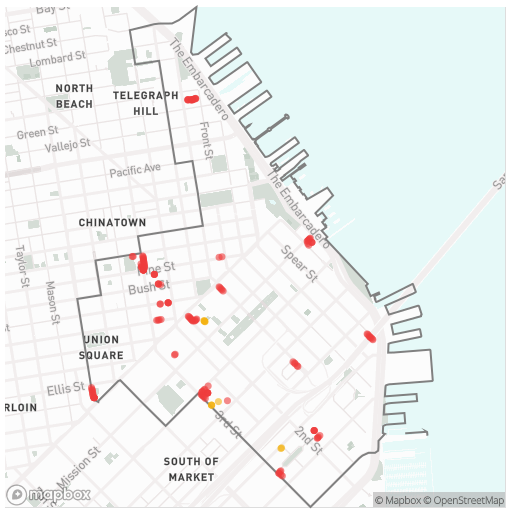 Bay St
sco St
Chestnut St
Lombard St
The Embarcadero
NORTH
BEACH
TELEGRAPH
HILL
Green St
Vallejo St
Front St
Pacific Ave
The Embarcadero
San
CHINATOWN
Taylor St
Mason St
Pine St
Bush St
Spear St
UNION
SQUARE
Ellis St
RLOIN
3rd St
2nd St
Mission St
SOUTH OF
MARKET
mapbox
© Mapbox © OpenStreetMap